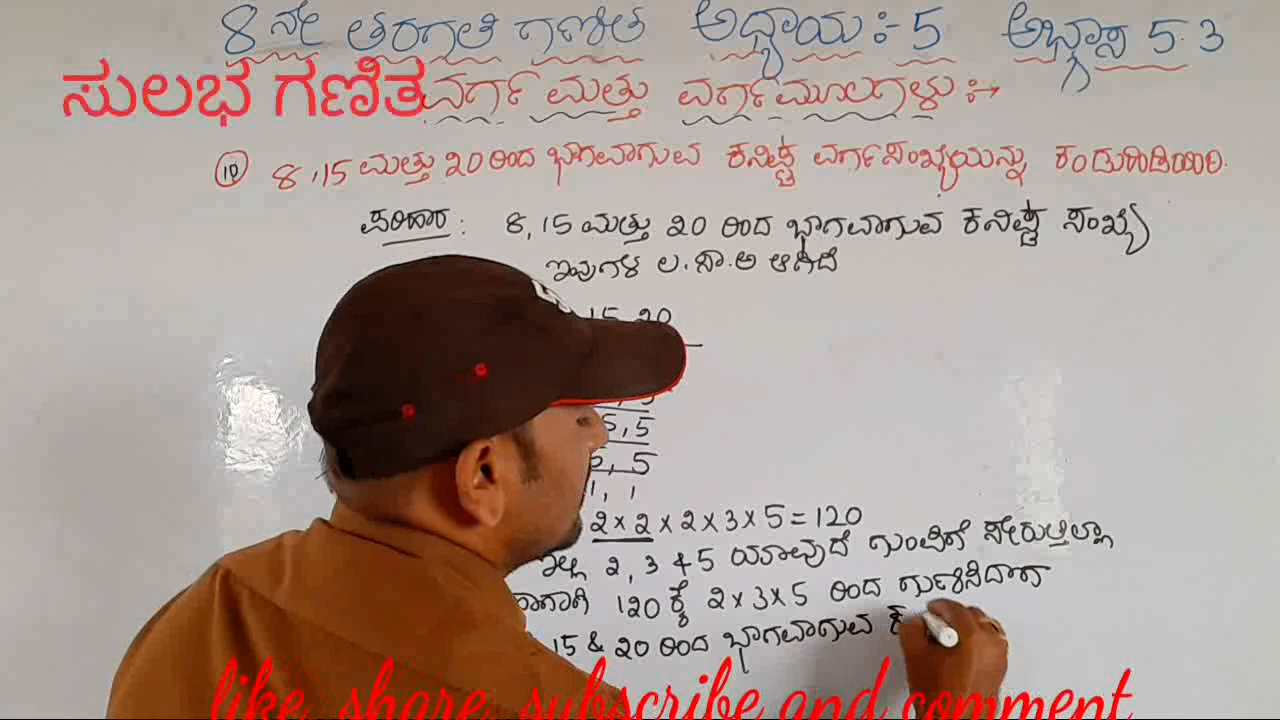 8 ನೇ ತರಗತಿ ಗಣಿತ ಅಧ್ಯಾಯ :- 5 ಅಭ್ಯಾಸ 5.3
ಸುಲಭ ಗಣಿತ ವರ್ಗ ಮತ್ತು ವರ್ಗಮೂಲಗಳು :→
10 8,15 ಮತ್ತು 20 ರಿಂದ ಭಾಗವಾಗುವ ಕನಿಷ್ಠ ವರ್ಗಸಂಖ್ಯೆಯನ್ನು ಕಂಡುಹಿಡಿಯಿರಿ.
ಪರಿಹಾರ : 8,15 ಮತ್ತು 20 ರಿಂದ ಭಾಗವಾಗುವ ಕನಿಷ್ಠ ಸಂಖ್ಯೆ
ಇವುಗಳ ಲ.ಸಾ.ಅ ಆಗಿದೆ
15 20
5, 5
, 5
1, 1
2 × 2 × 2 × 3 × 5 = 120
2, 3 & 5 ಯಾವುದೆ ಗುಂಪಿಗೆ ಸೇರುತ್ತಿಲ್ಲಾ
120 ಕ್ಕೆ 2 × 3 × 5 ರಿಂದ ಗುಣಿಸಿದಾಗ
15 & 20 ರಿಂದ ಭಾಗವಾಗುವ ಕ
like, share, subscribe and comment